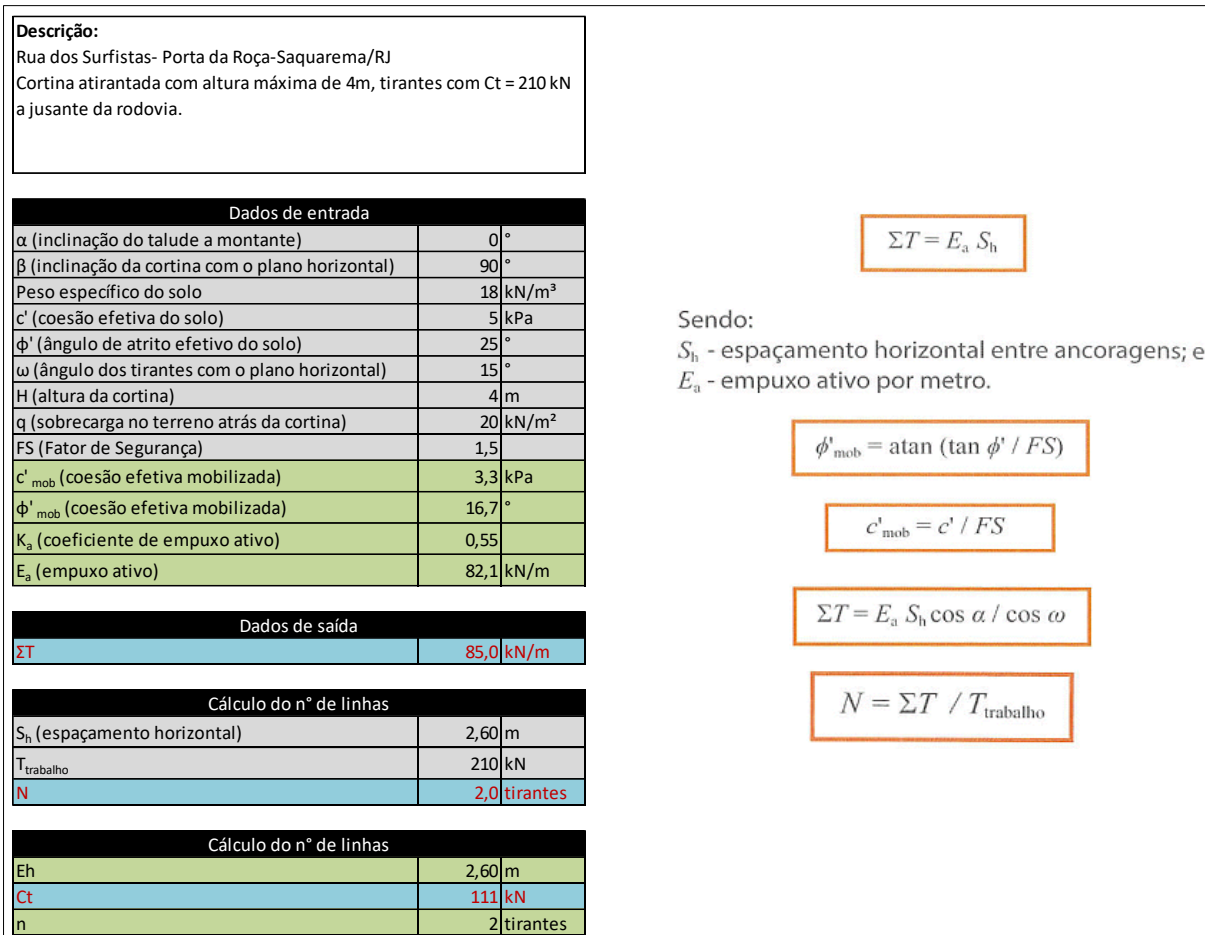 Descrição:
Rua dos Surfistas- Porta da Roça-Saquarema/RJ
Cortina atirantada com altura máxima de 4m, tirantes com Ct = 210 kN
a jusante da rodovia.
Dados de entrada
α (inclinação do talude a montante) 0 °
β (inclinação da cortina com o plano horizontal) 90 °
Peso específico do solo 18 kN/m³
c' (coesão efetiva do solo) 5 kPa
ϕ' (ângulo de atrito efetivo do solo) 25 °
ω (ângulo dos tirantes com o plano horizontal) 15 °
H (altura da cortina) 4 m
q (sobrecarga no terreno atrás da cortina) 20 kN/m²
FS (Fator de Segurança) 1,5
c' mob (coesão efetiva mobilizada) 3,3 kPa
ϕ' mob (coesão efetiva mobilizada) 16,7 °
Ka (coeficiente de empuxo ativo) 0,55
Ea (empuxo ativo) 82,1 kN/m
Dados de saída
ΣT 85,0 kN/m
Cálculo do n° de linhas
Sh (espaçamento horizontal) 2,60 m
Ttrabalho 210 kN
N 2,0 tirantes
Cálculo do n° de linhas
Eh 2,60 m
Ct 111 kN
n 2 tirantes
ΣT = Ea Sh
Sendo:
Sh - espaçamento horizontal entre ancoragens; e
Ea - empuxo ativo por metro.
ϕ'mob = atan (tan ϕ' / FS)
c'mob = c' / FS
ΣT = Ea Sh cos α / cos ω
N = ΣT / Ttrabalho